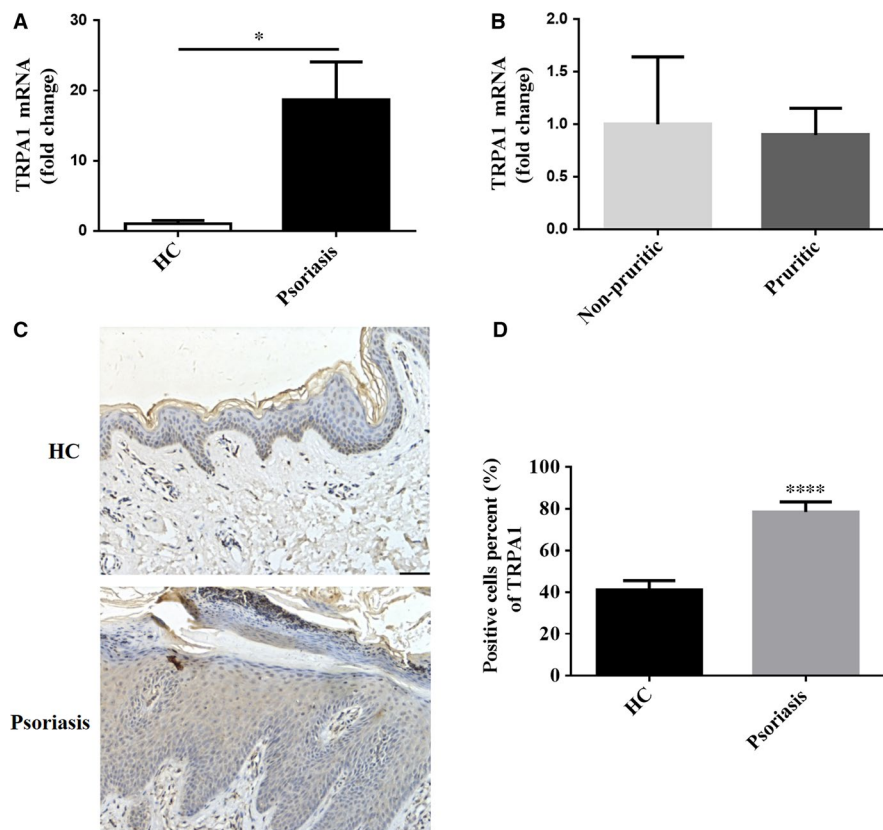 A
TRPA1 mRNA
(fold change)
30
20
10
0
*
HC
Psoriasis
B
TRPA1 mRNA
(fold change)
2.0
1.5
1.0
0.5
0.0
Non-pruritic
Pruritic
C
HC
Psoriasis
D
Positive cells percent (%)
of TRPA1
100
80
60
40
20
0
****
HC
Psoriasis